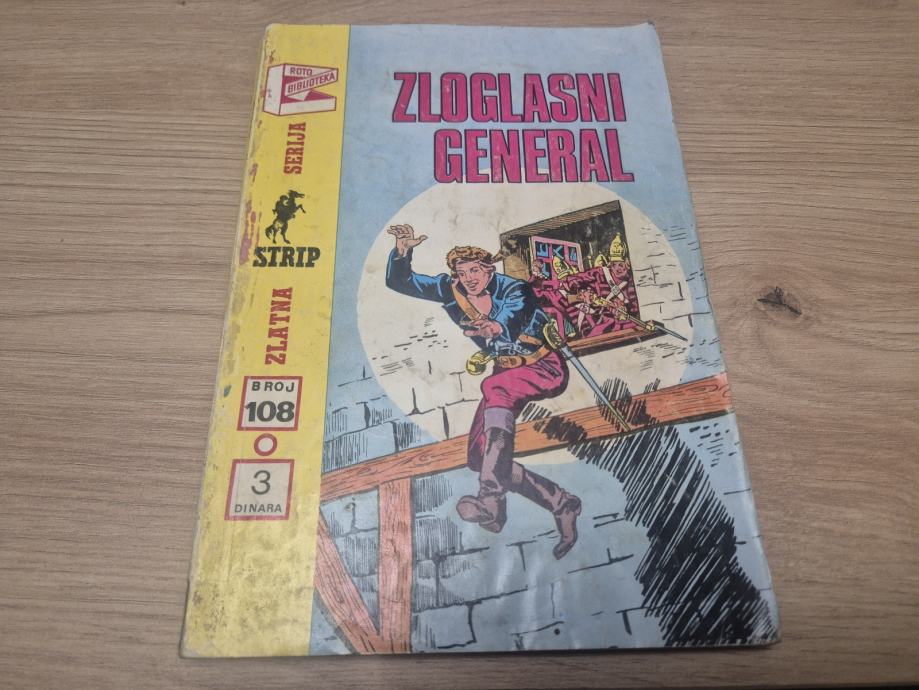 ROTO
BIBLIOTEKA
ZLATNA
STRIP
SERIJA
BROJ
108
3
DINARA
ZLOGLASNI
GENERAL